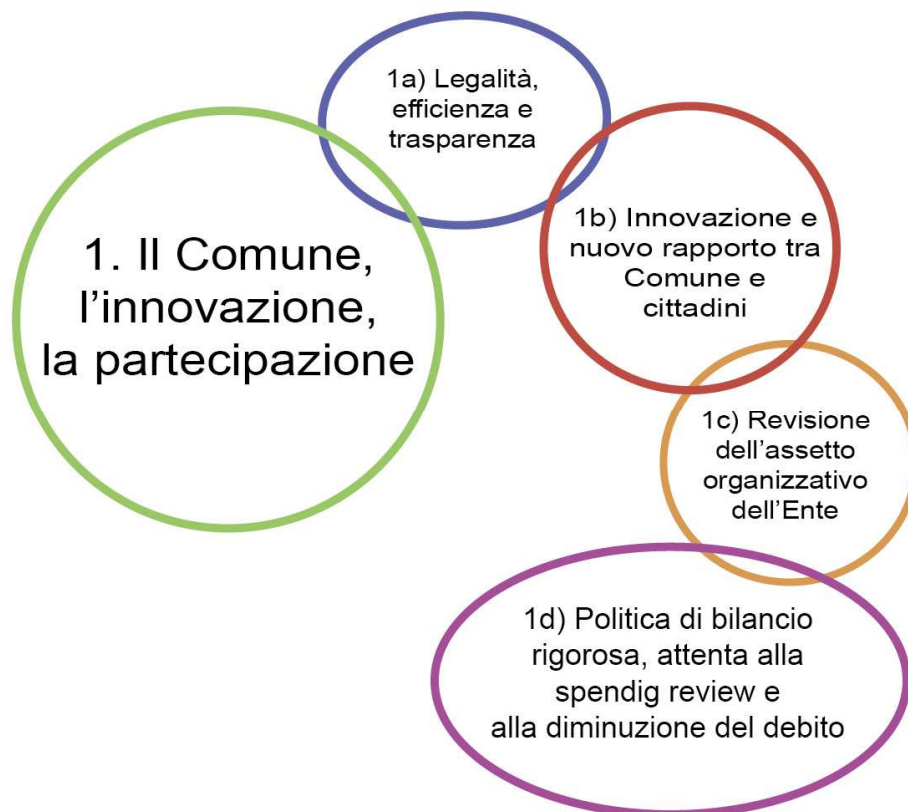 1a) Legalità,
efficienza e
trasparenza
1. Il Comune,
l’innovazione,
la partecipazione
1b) Innovazione e
nuovo rapporto tra
Comune e
cittadini
1c) Revisione
dell’assetto
organizzativo
dell’Ente
1d) Politica di bilancio
rigorosa, attenta alla
spendig review e
alla diminuzione del debito